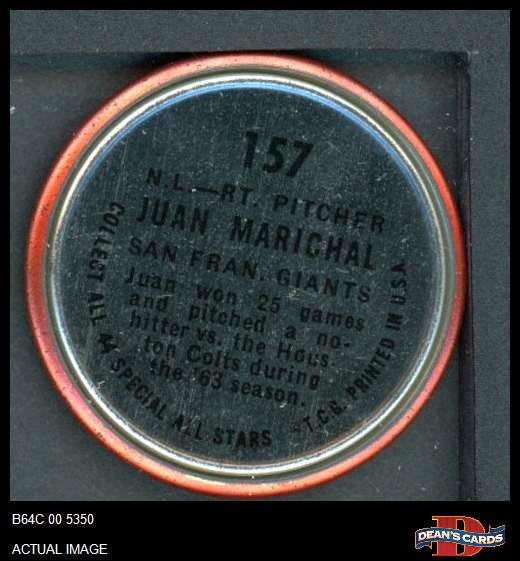 157
N.L.—RT. PITCHER
JUAN MARICHAL
SAN FRAN. GIANTS
Juan won 25 games
and pitched a no-
hitter vs. the Hous
ton Colts during
the '63 season.
COLLECT ALL 44 SPECIAL ALL STARS
-T.C.G. PRINTED IN U.S.A.
B64C 00 5350
ACTUAL IMAGE
D
DEAN'S CARDS